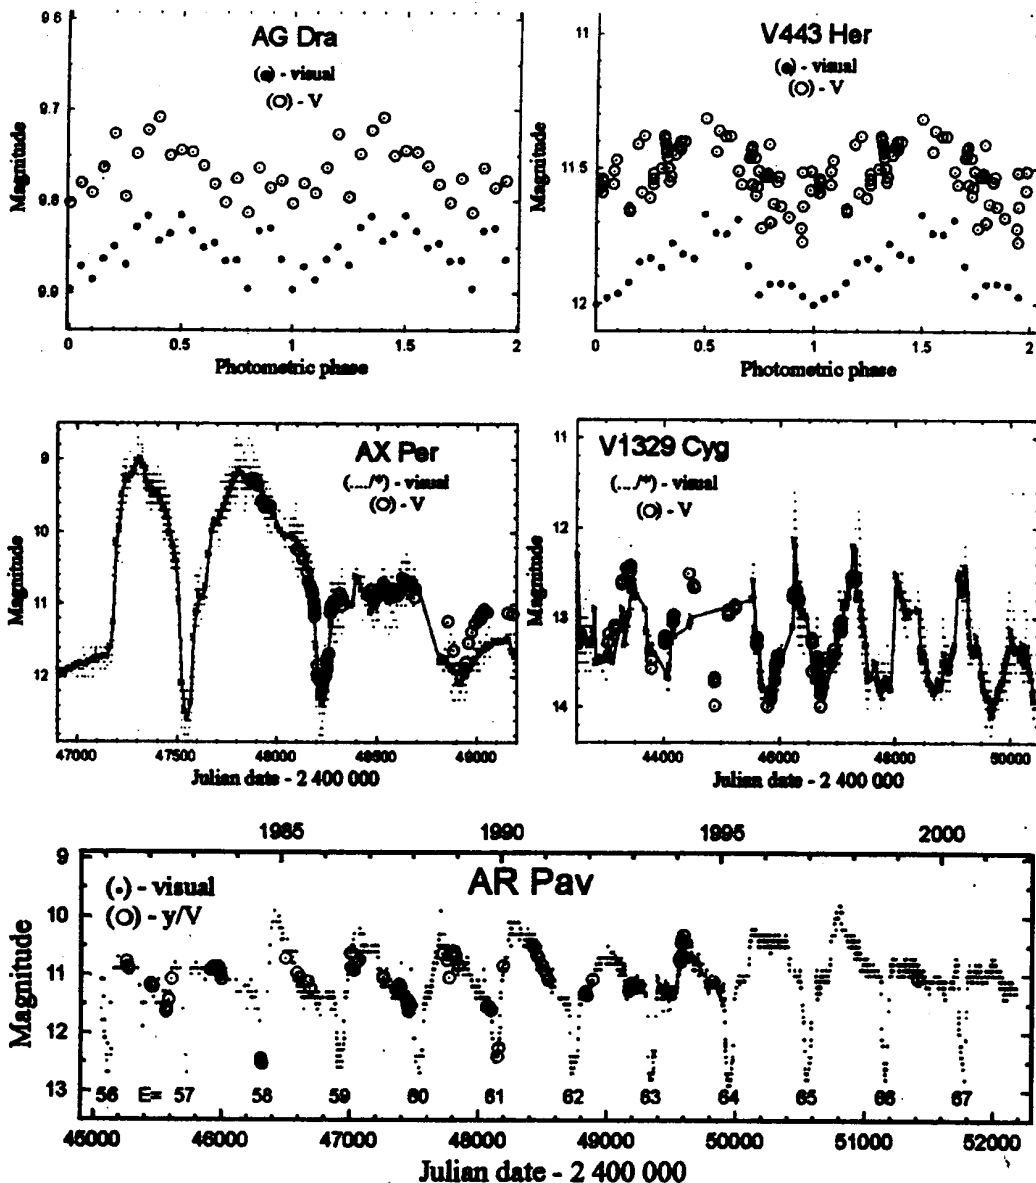 AG Dra
(●) - visual
(O) - V
Magnitude
9.6
9.7
9.8
9.9
0 0.5 1 1.5 2
Photometric phase
V443 Her
(●) - visual
(O) - V
Magnitude
11
11.5
12
0 0.5 1 1.5 2
Photometric phase
AX Per
(..../*) - visual
(O) - V
Magnitude
9
10
11
12
47000 47500 48000 48500 49000
Julian date - 2 400 000
V1329 Cyg
(..../*) - visual
(O) - V
Magnitude
11
12
13
14
44000 46000 48000 50000
Julian date - 2 400 000
1985 1990 1995 2000
AR Pav
(.) - visual
(O) - y/V
Magnitude
9
10
11
12
13
56 E= 57 58 59 60 61 62 63 64 65 66 67
45000 46000 47000 48000 49000 50000 51000 52000
Julian date - 2 400 000